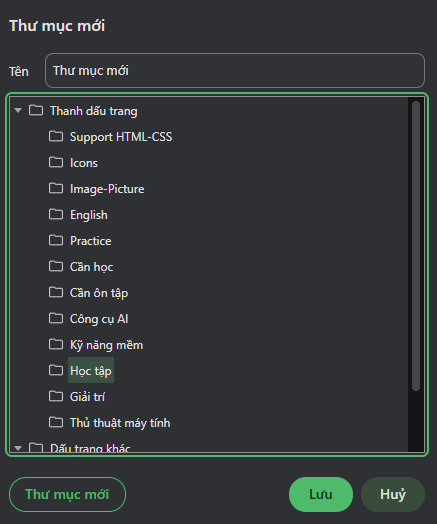 Thư mục mới
Tên Thư mục mới
Thanh dấu trang
Support HTML-CSS
Icons
Image-Picture
English
Practice
Cần học
Cần ôn tập
Công cụ AI
Kỹ năng mềm
Học tập
Giải trí
Thủ thuật máy tính
Dấu trang khác
Thư mục mới Lưu Huỷ